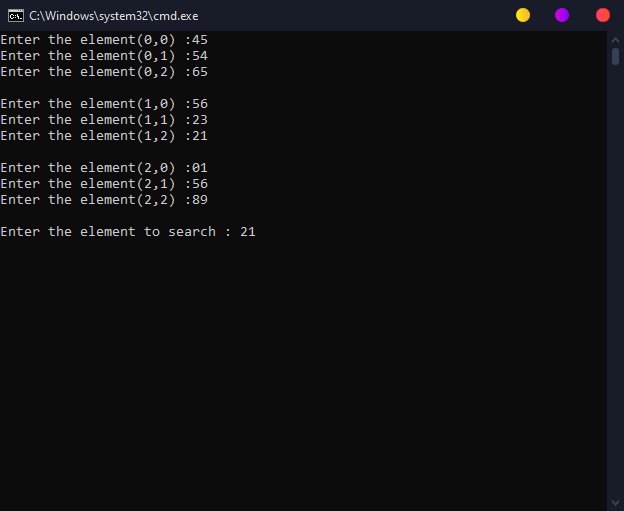 C:\Windows\system32\cmd.exe
Enter the element(0,0) :45
Enter the element(0,1) :54
Enter the element(0,2) :65
Enter the element(1,0) :56
Enter the element(1,1) :23
Enter the element(1,2) :21
Enter the element(2,0) :01
Enter the element(2,1) :56
Enter the element(2,2) :89
Enter the element to search : 21